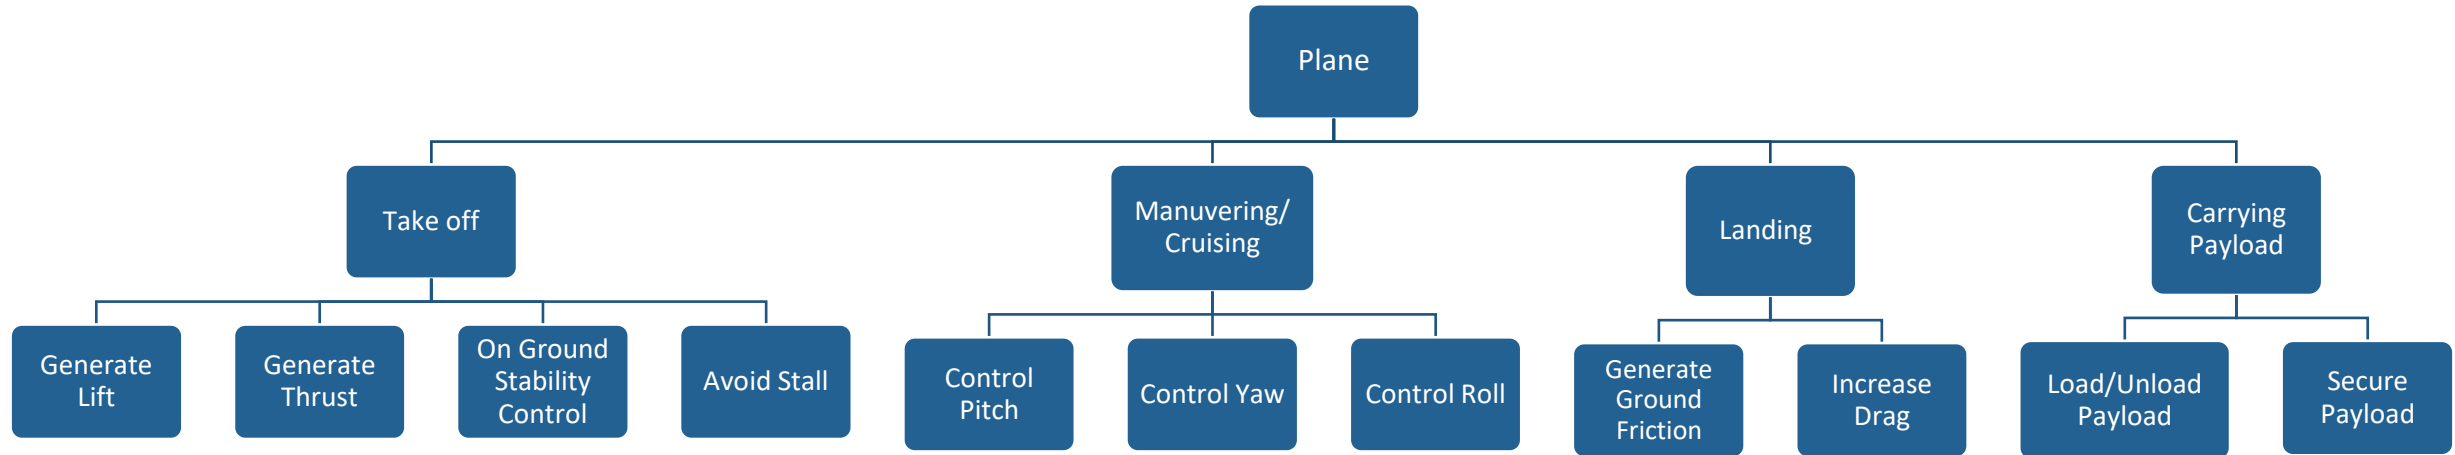 Plane
Take off
Manuvering/
Cruising
Landing
Carrying
Payload
Generate
Lift
Generate
Thrust
On Ground
Stability
Control
Avoid Stall
Control
Pitch
Control Yaw
Control Roll
Generate
Ground
Friction
Increase
Drag
Load/Unload
Payload
Secure
Payload